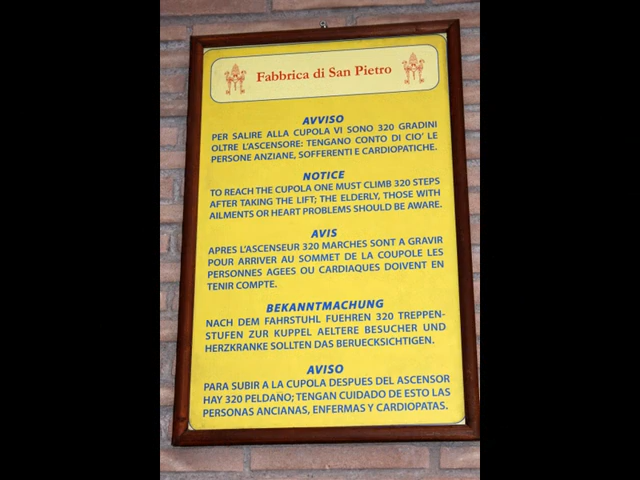 Fabbrica di San Pietro
AVVISO
PER SALIRE ALLA CUPOLA VI SONO 320 GRADINI
OLTRE L'ASCENSORE: TENGANO CONTO DI CIO' LE
PERSONE ANZIANE, SOFFERENTI E CARDIOPATICHE.
NOTICE
TO REACH THE CUPOLA ONE MUST CLIMB 320 STEPS
AFTER TAKING THE LIFT; THE ELDERLY, THOSE WITH
AILMENTS OR HEART PROBLEMS SHOULD BE AWARE.
AVIS
APRES L'ASCENSEUR 320 MARCHES SONT A GRAVIR
POUR ARRIVER AU SOMMET DE LA COUPOLE LES
PERSONNES AGEES OU CARDIAQUES DOIVENT EN
TENIR COMPTE.
BEKANNTMACHUNG
NACH DEM FAHRSTUHL FUEHREN 320 TREPPEN-
STUFEN ZUR KUPPEL AELTERE BESUCHER UND
HERZKRANKE SOLLTEN DAS BERUECKSICHTIGEN.
AVISO
PARA SUBIR A LA CUPOLA DESPUES DEL ASCENSOR
HAY 320 PELDAÑO; TENGAN CUIDADO DE ESTO LAS
PERSONAS ANCIANAS, ENFERMAS Y CARDIOPATAS.